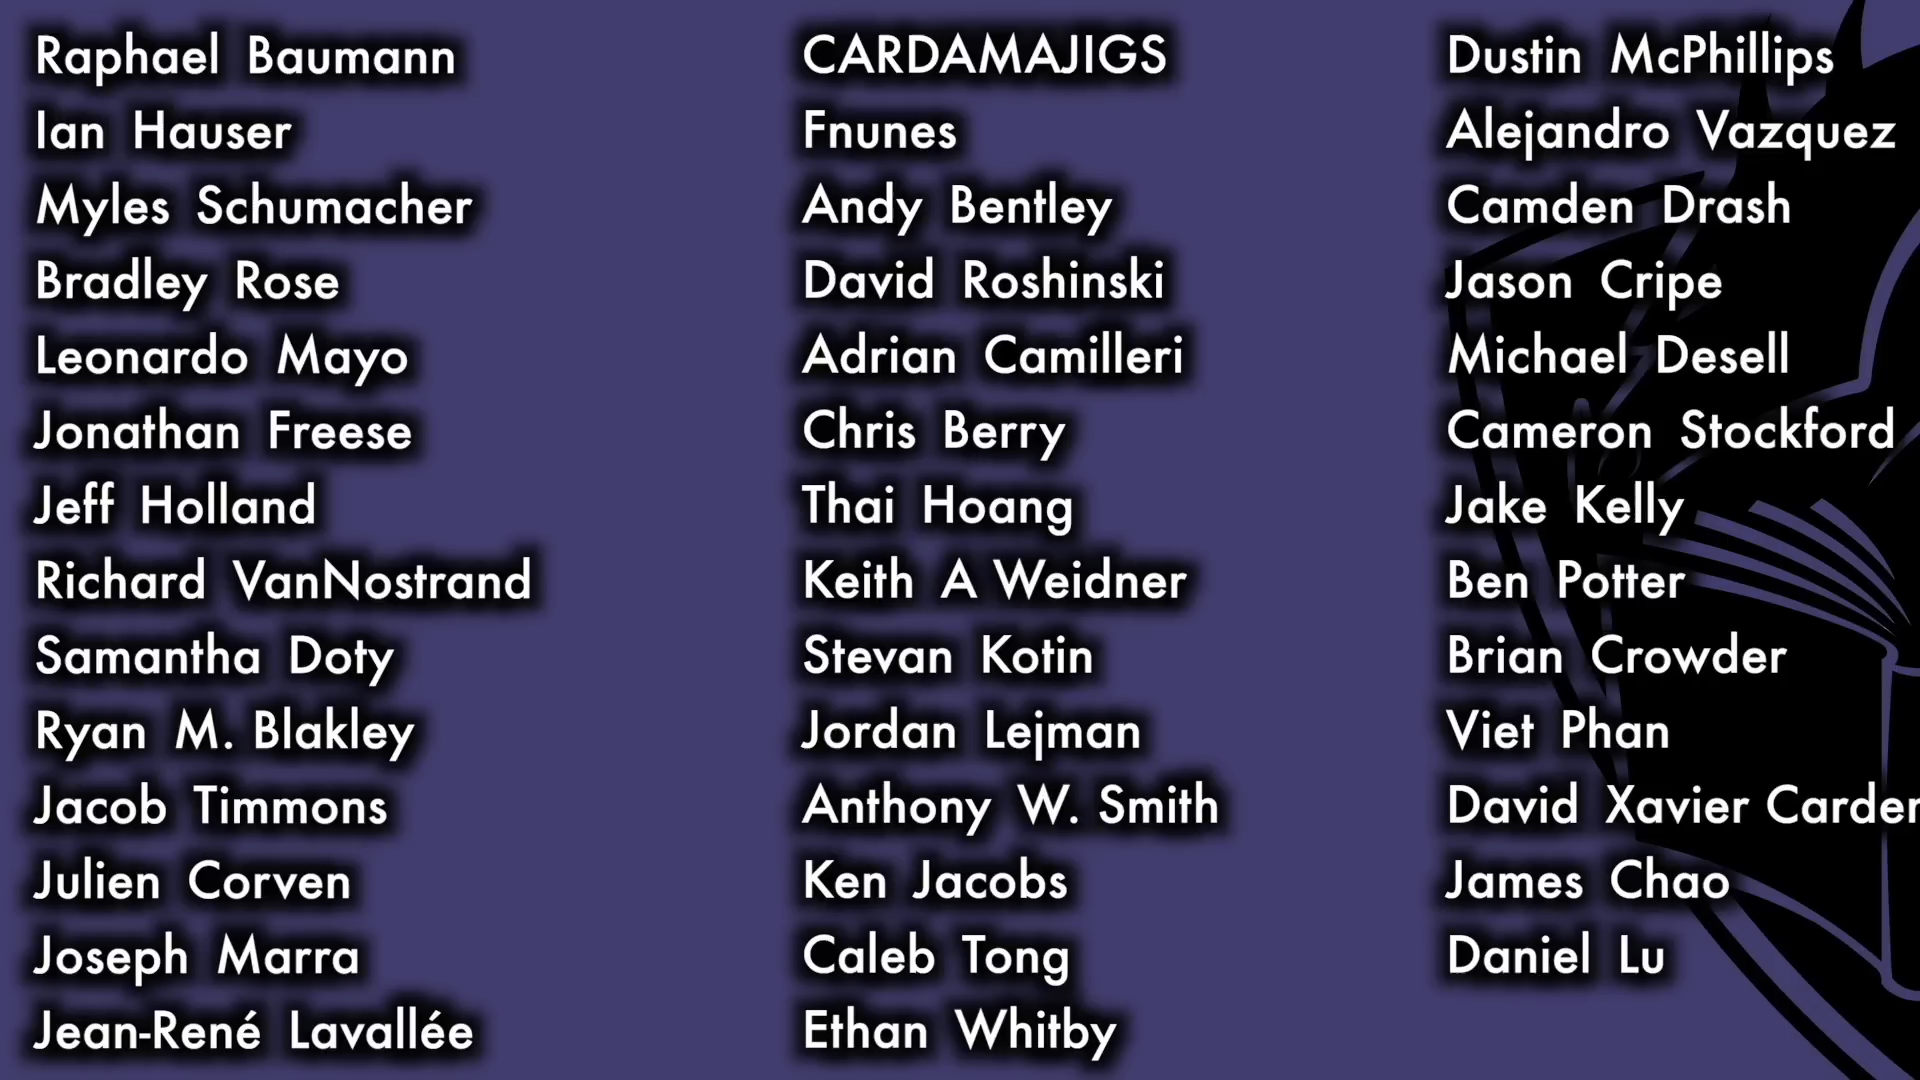 Raphael Baumann
Ian Hauser
Myles Schumacher
Bradley Rose
Leonardo Mayo
Jonathan Freese
Jeff Holland
Richard VanNostrand
Samantha Doty
Ryan M. Blakley
Jacob Timmons
Julien Corven
Joseph Marra
Jean-René Lavallée
CARDAMAJIGS
Fnunes
Andy Bentley
David Roshinski
Adrian Camilleri
Chris Berry
Thai Hoang
Keith A Weidner
Stevan Kotin
Jordan Lejman
Anthony W. Smith
Ken Jacobs
Caleb Tong
Ethan Whitby
Dustin McPhillips
Alejandro Vazquez
Camden Drash
Jason Cripe
Michael Desell
Cameron Stockford
Jake Kelly
Ben Potter
Brian Crowder
Viet Phan
David Xavier
James Chao
Daniel Lu